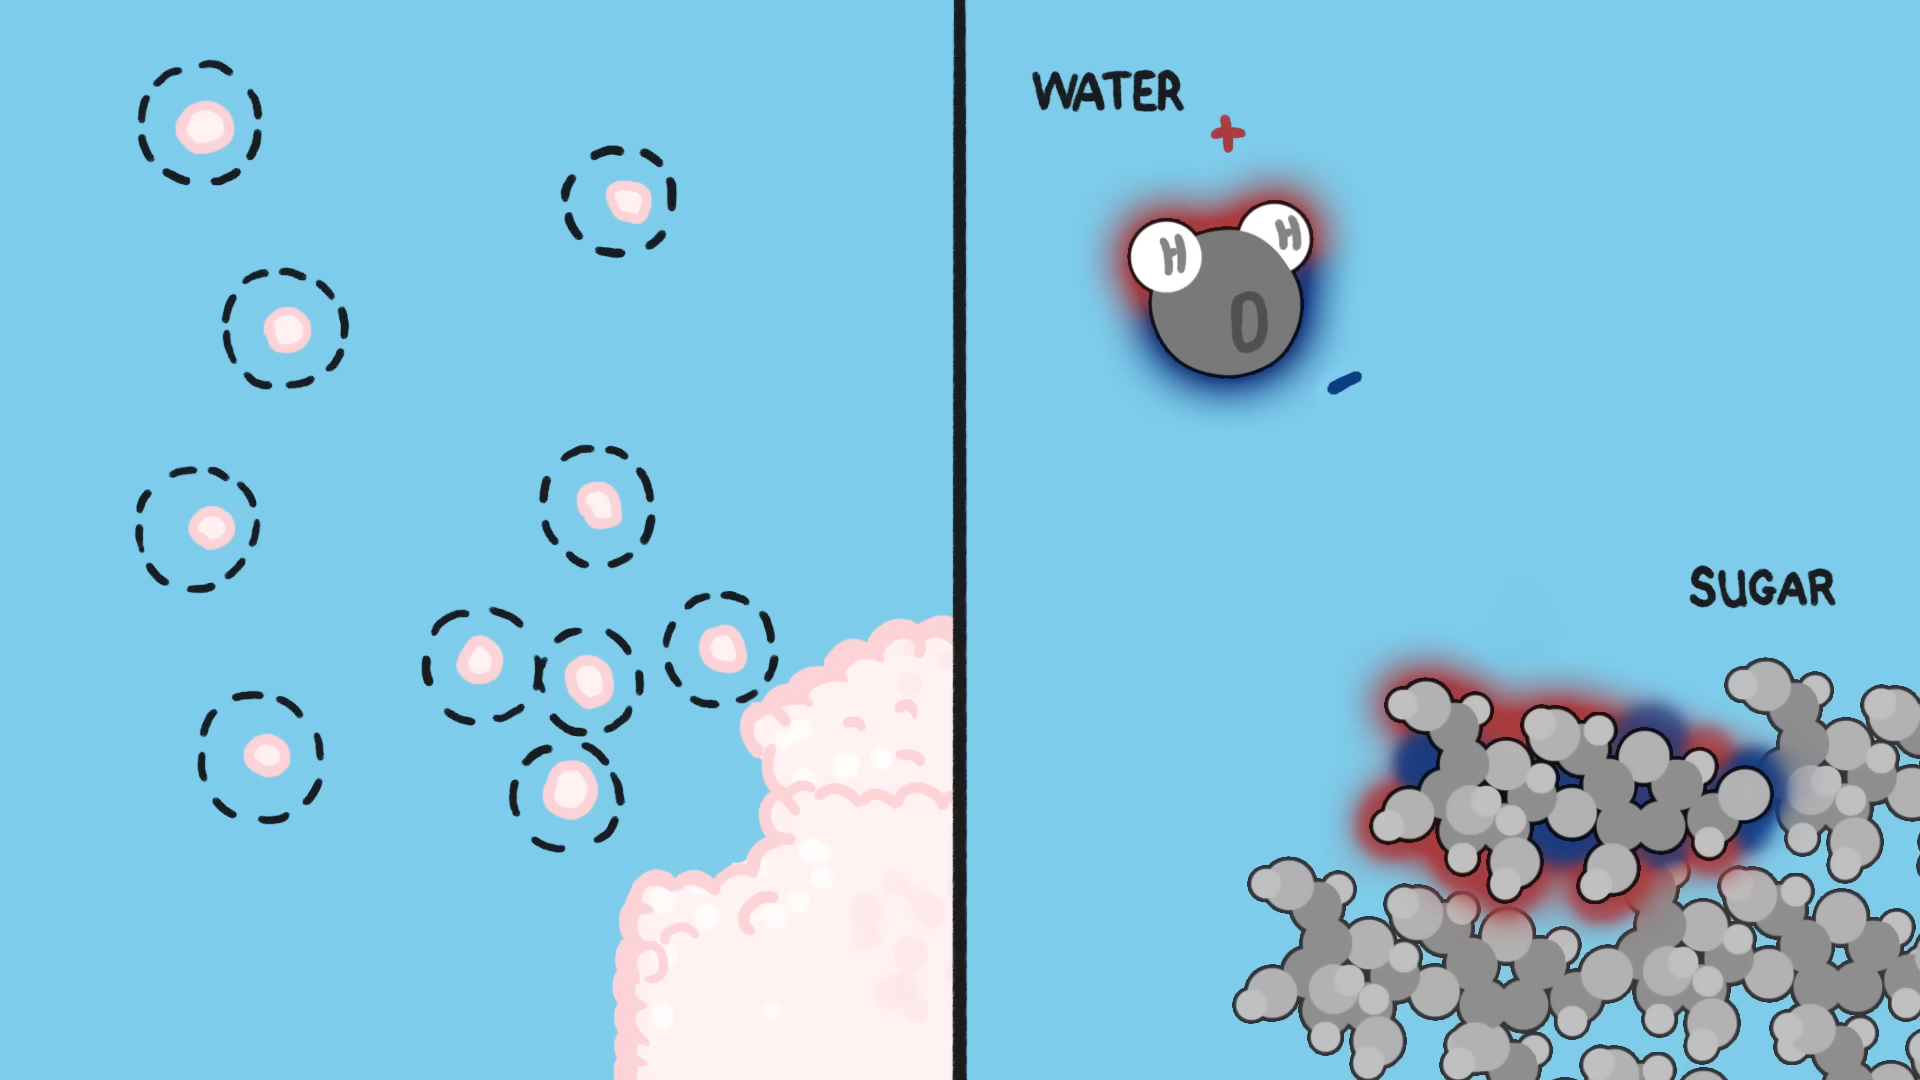 WATER
+
H H
O
-
SUGAR